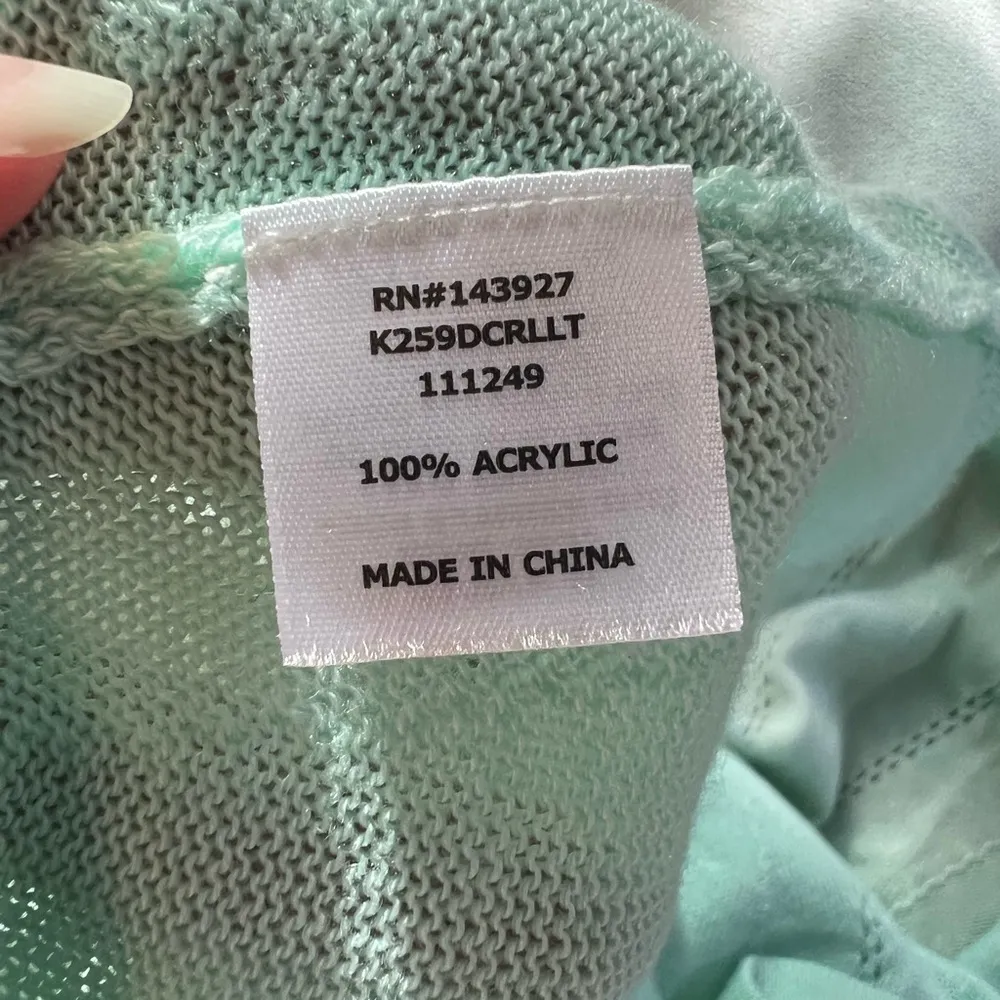 RN#143927
K259DCRLLT
111249
100% ACRYLIC
MADE IN CHINA